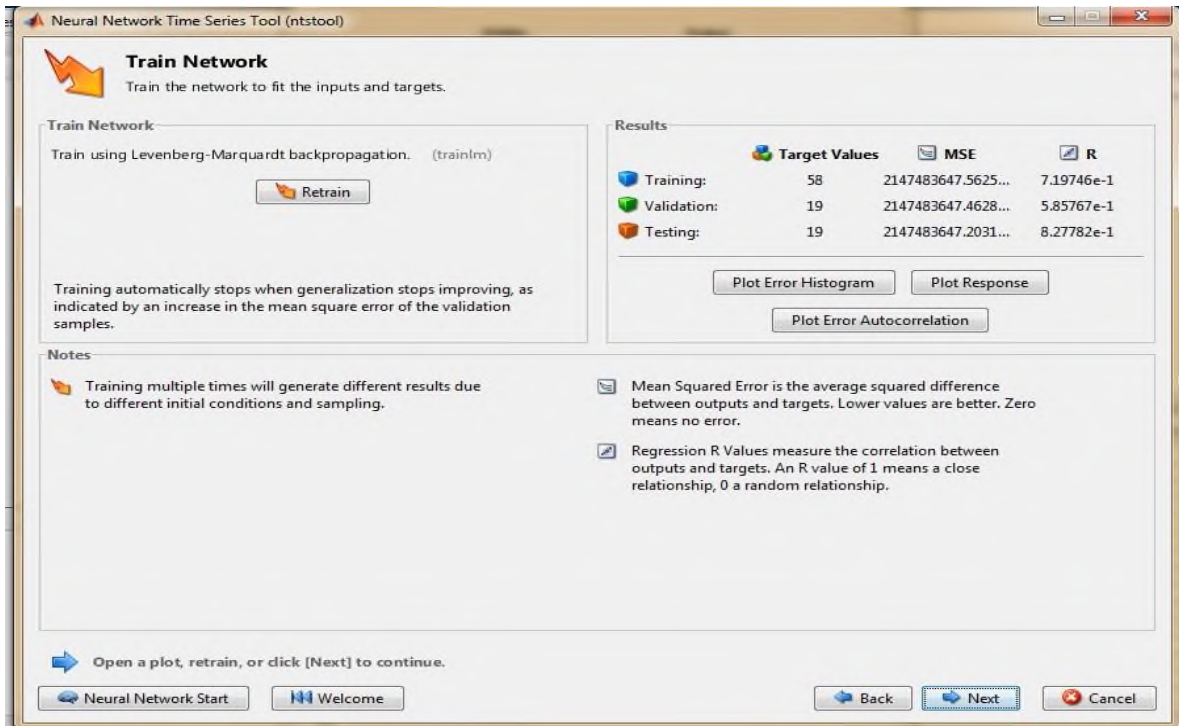 Neural Network Time Series Tool (ntstool)
Train Network
Train the network to fit the inputs and targets.
Train Network
Train using Levenberg-Marquardt backpropagation. (trainlm)
Retrain
Training automatically stops when generalization stops improving, as
indicated by an increase in the mean square error of the validation
samples.
Results
Target Values MSE R
Training: 58 2147483647.5625... 7.19746e-1
Validation: 19 2147483647.4628... 5.85767e-1
Testing: 19 2147483647.2031... 8.27782e-1
Plot Error Histogram Plot Response
Plot Error Autocorrelation
Notes
Training multiple times will generate different results due
to different initial conditions and sampling.
Mean Squared Error is the average squared difference
between outputs and targets. Lower values are better. Zero
means no error.
Regression R Values measure the correlation between
outputs and targets. An R value of 1 means a close
relationship, 0 a random relationship.
Open a plot, retrain, or click [Next] to continue.
Neural Network Start Welcome Back Next Cancel